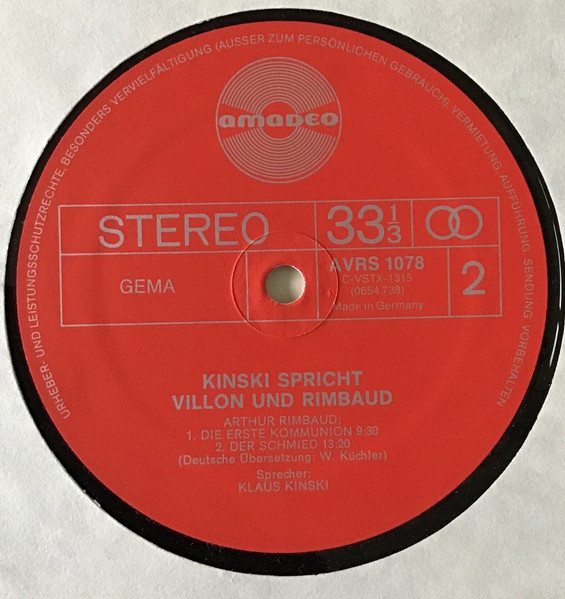 URHEBER- UND LEISTUNGSSCHUTZRECHTE, BESONDERS VERVIELFÄLTIGUNG (AUSSER ZUM PERSÖNLICHEN GEBRAUCH), VERMIETUNG, AUFFÜHRUNG, SENDUNG VORBEHALTEN
amadeo
STEREO
33 1/3
GEMA
AVRS 1078
C-VSTX-1315
(0654 738)
Made in Germany
2
KINSKI SPRICHT
VILLON UND RIMBAUD
ARTHUR RIMBAUD:
1. DIE ERSTE KOMMUNION 9:30
2. DER SCHMIED 13:20
(Deutsche Übersetzung: W. Küchler)
Sprecher:
KLAUS KINSKI